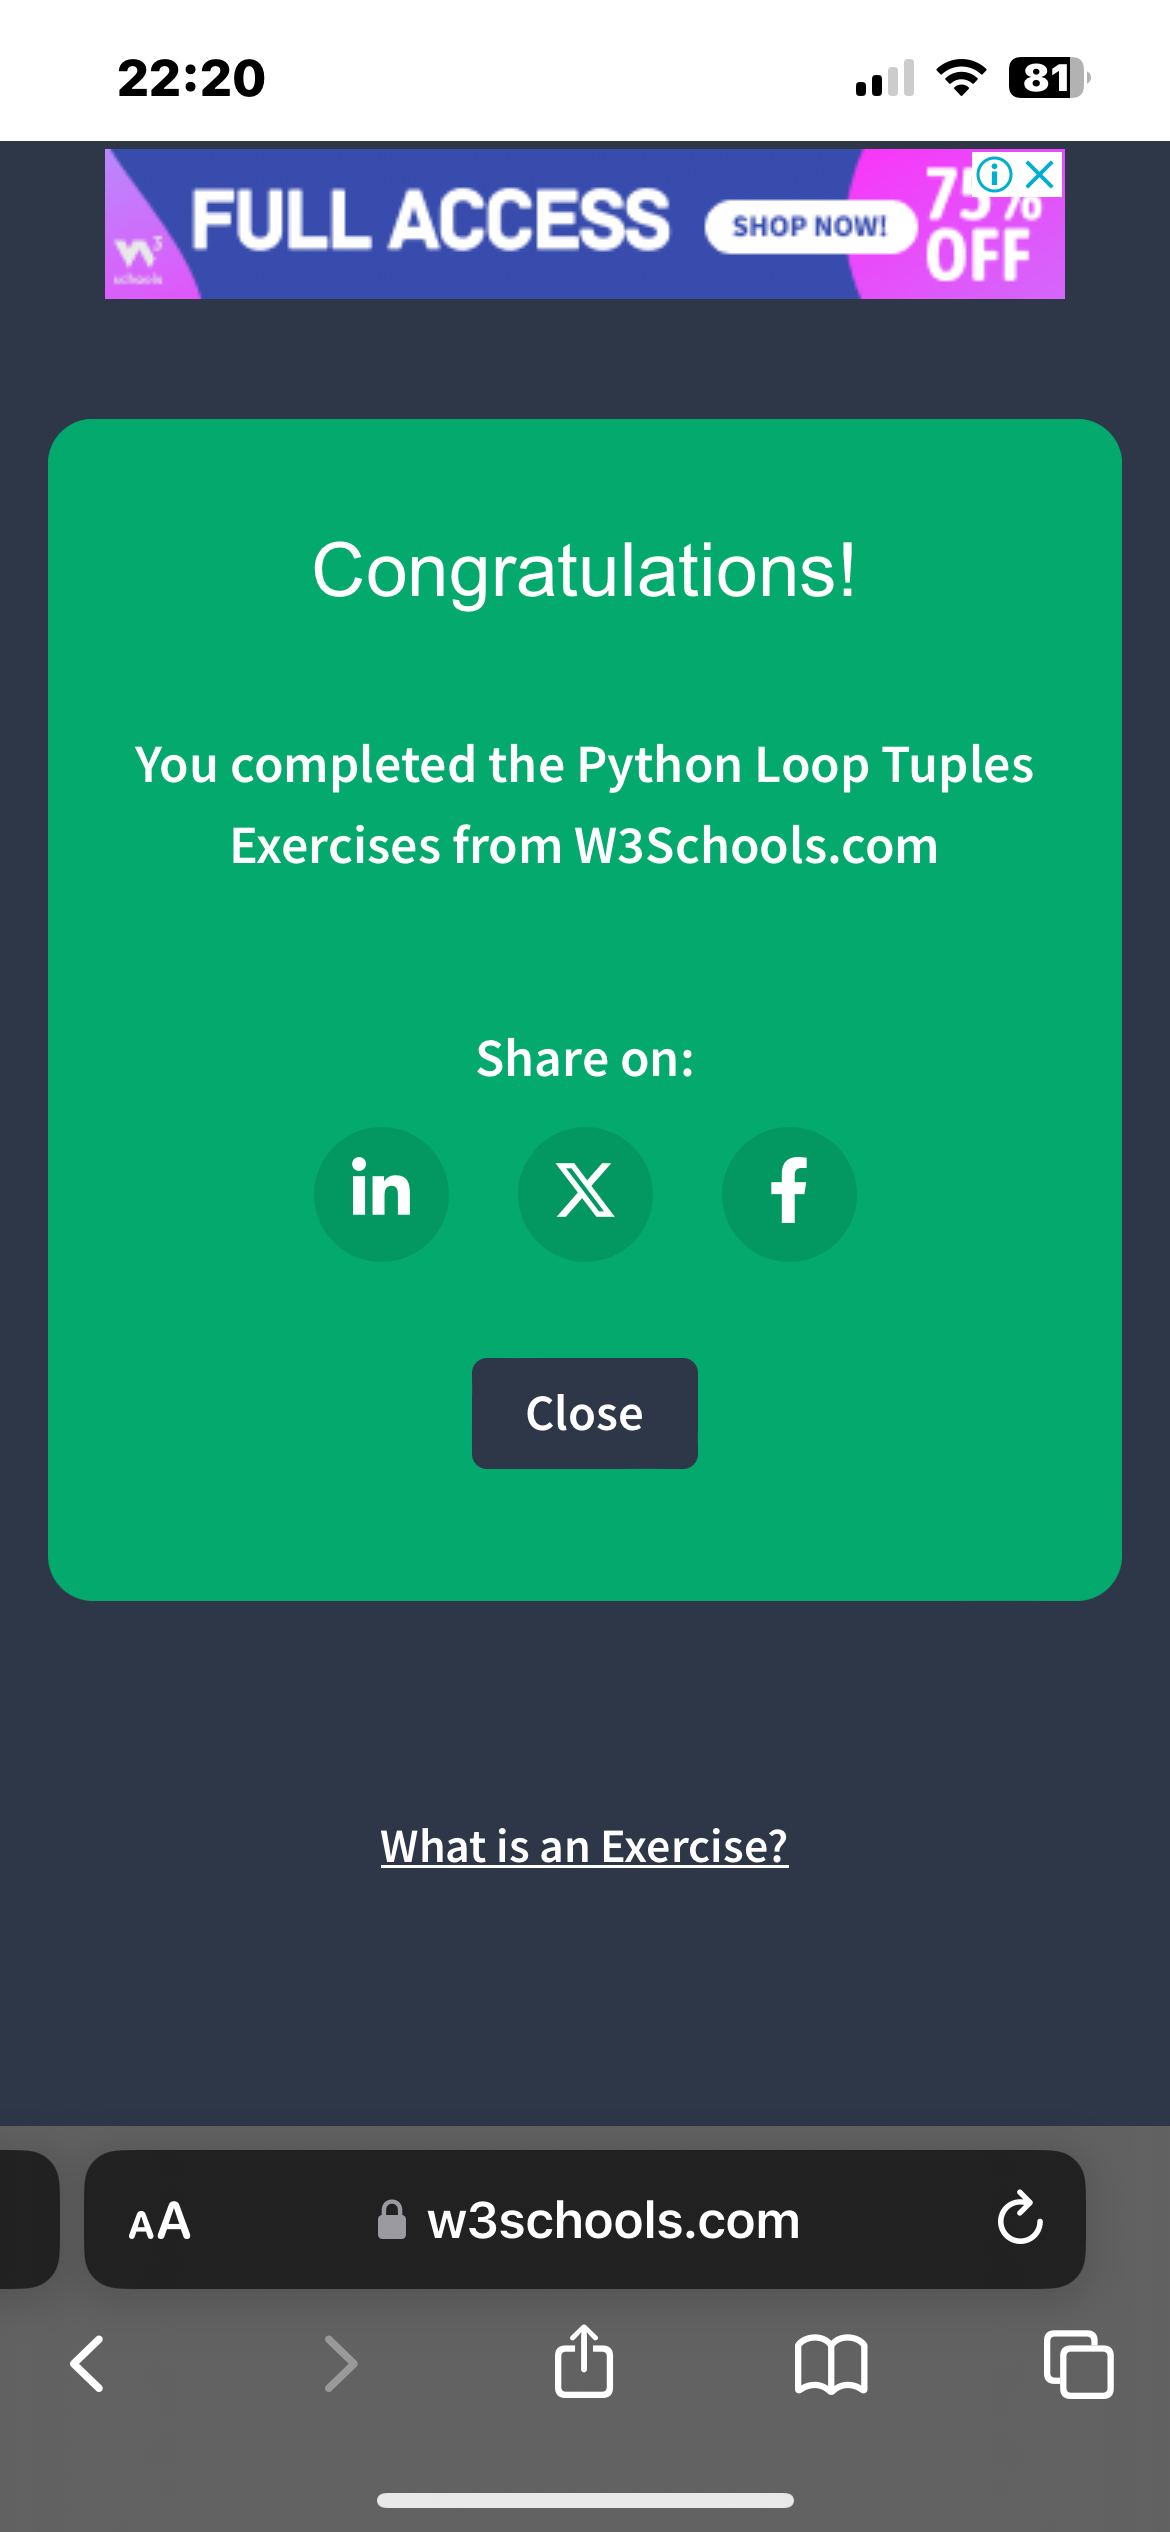 22:20
81
FULL ACCESS
SHOP NOW!
75%
OFF
w3
schools
Congratulations!
You completed the Python Loop Tuples
Exercises from W3Schools.com
Share on:
in
X
f
Close
What is an Exercise?
AA
w3schools.com